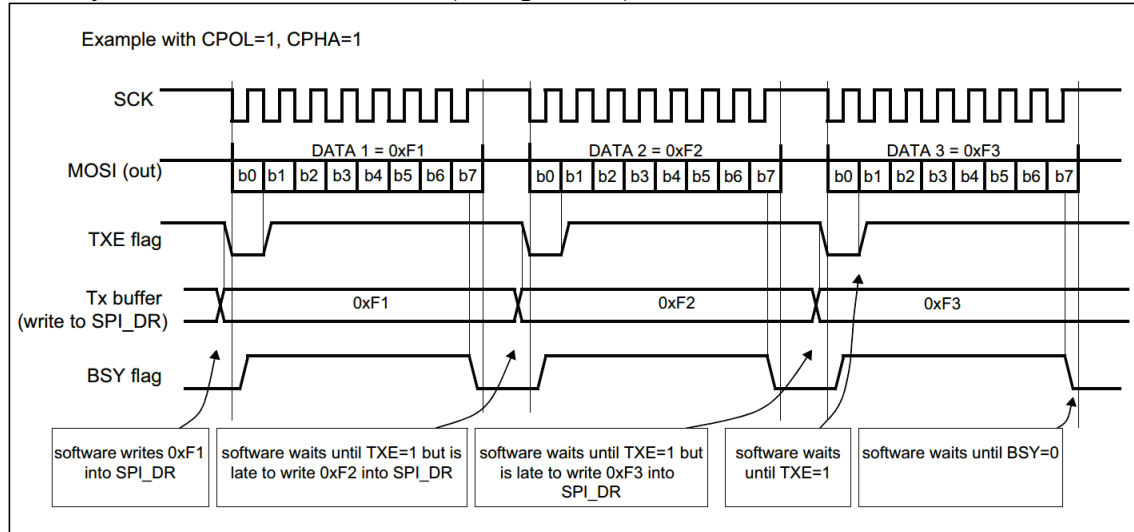 Example with CPOL=1, CPHA=1
SCK
DATA 1 = 0xF1 DATA 2 = 0xF2 DATA 3 = 0xF3
MOSI (out) b0 b1 b2 b3 b4 b5 b6 b7 b0 b1 b2 b3 b4 b5 b6 b7 b0 b1 b2 b3 b4 b5 b6 b7
TXE flag
Tx buffer
(write to SPI_DR)
0xF1 0xF2 0xF3
BSY flag
software writes 0xF1
into SPI_DR
software waits until TXE=1 but is
late to write 0xF2 into SPI_DR
software waits until TXE=1 but
is late to write 0xF3 into
SPI_DR
software waits
until TXE=1
software waits until BSY=0